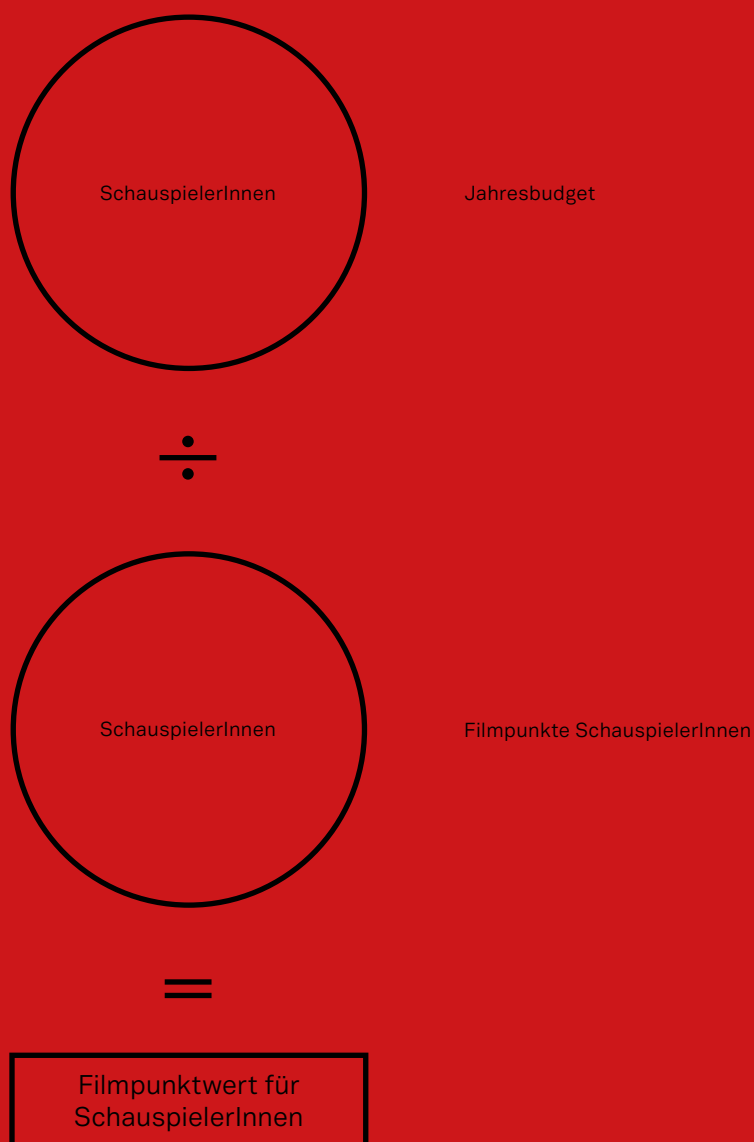 SchauspielerInnen
Jahresbudget
÷
SchauspielerInnen
Filmpunkte SchauspielerInnen
=
Filmpunktwert für
SchauspielerInnen